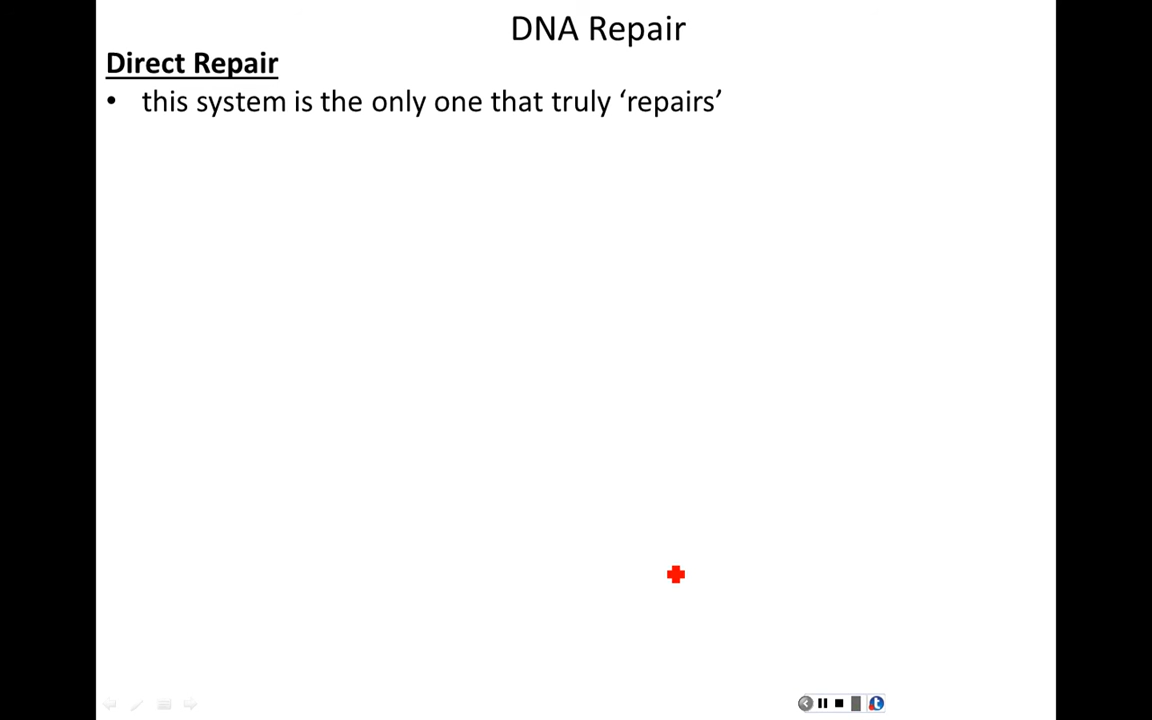 DNA Repair
Direct Repair
• this system is the only one that truly ‘repairs’